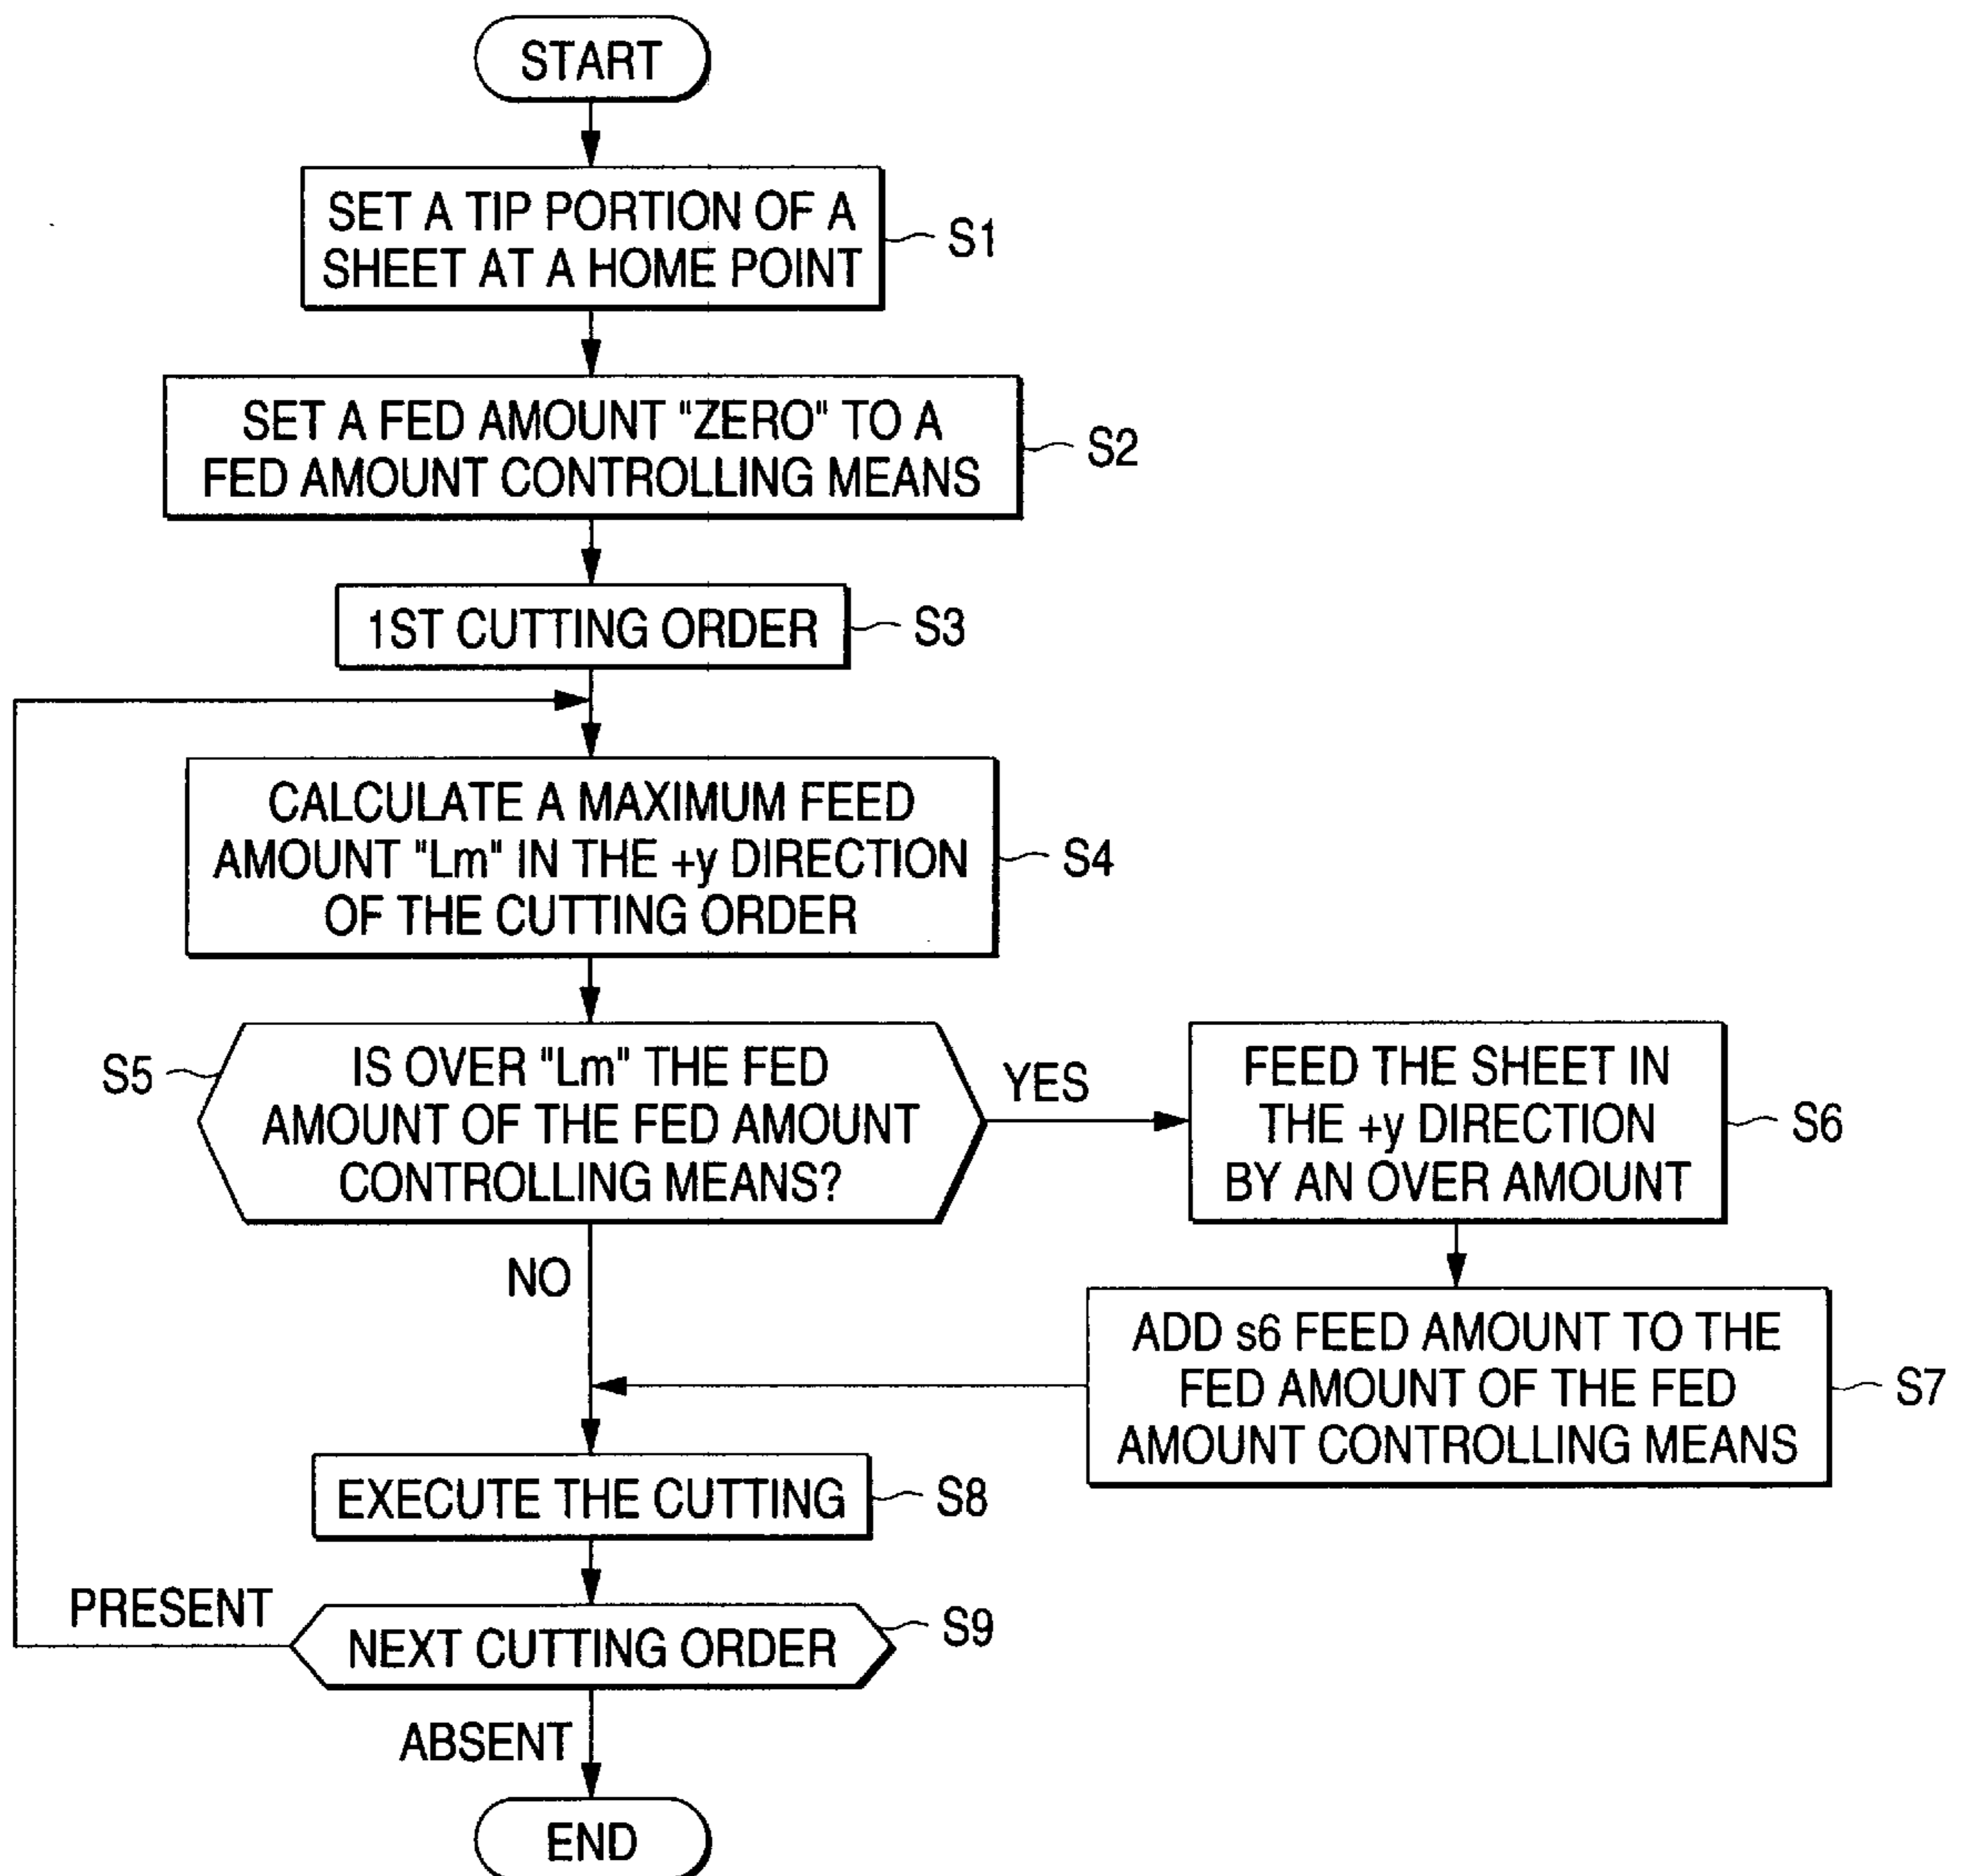 START
SET A TIP PORTION OF A
SHEET AT A HOME POINT
S1
SET A FED AMOUNT "ZERO" TO A
FED AMOUNT CONTROLLING MEANS
S2
1ST CUTTING ORDER
S3
CALCULATE A MAXIMUM FEED
AMOUNT "Lm" IN THE +y DIRECTION
OF THE CUTTING ORDER
S4
S5
IS OVER "Lm" THE FED
AMOUNT OF THE FED AMOUNT
CONTROLLING MEANS?
YES
FEED THE SHEET IN
THE +y DIRECTION
BY AN OVER AMOUNT
S6
NO
ADD s6 FEED AMOUNT TO THE
FED AMOUNT OF THE FED
AMOUNT CONTROLLING MEANS
S7
EXECUTE THE CUTTING
S8
PRESENT
NEXT CUTTING ORDER
S9
ABSENT
END